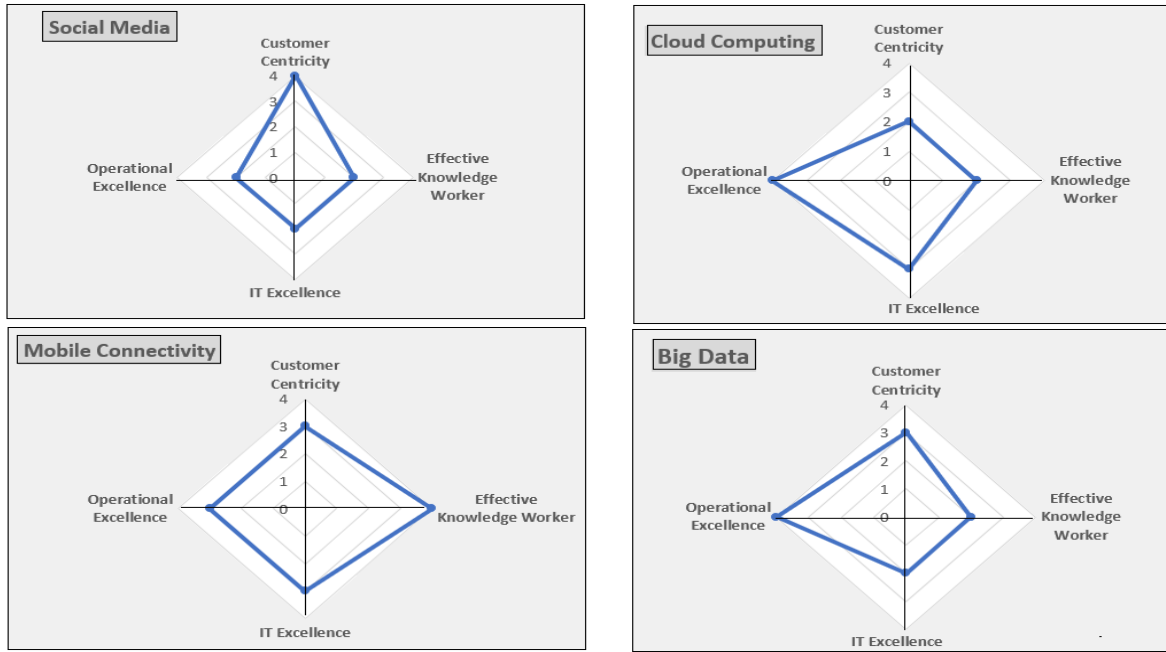 Social Media
Customer
Centricity
4
3
2
1
0
Operational
Excellence
Effective
Knowledge
Worker
IT Excellence
Cloud Computing
Customer
Centricity
4
3
2
1
0
Operational
Excellence
Effective
Knowledge
Worker
IT Excellence
Mobile Connectivity
Customer
Centricity
4
3
2
1
0
Operational
Excellence
Effective
Knowledge Worker
IT Excellence
Big Data
Customer
Centricity
4
3
2
1
0
Operational
Excellence
Effective
Knowledge
Worker
IT Excellence